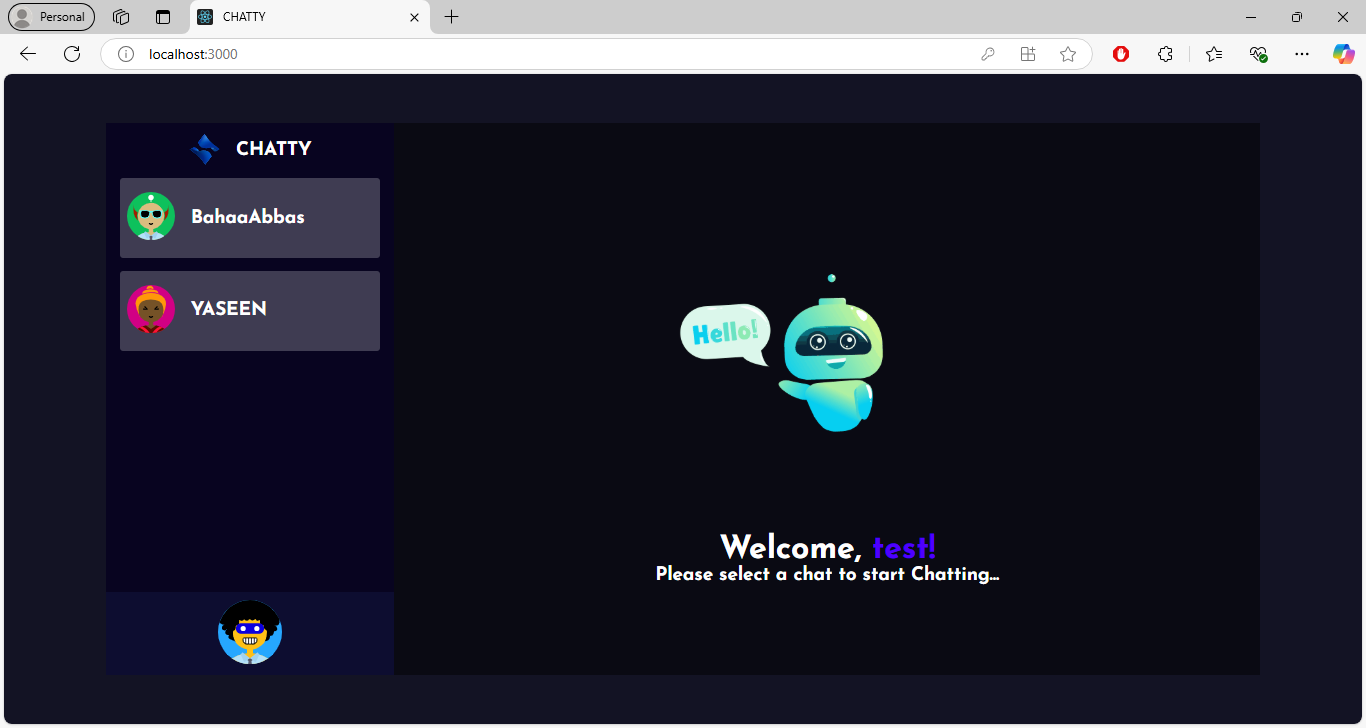 Personal
CHATTY
localhost:3000
CHATTY
BahaaAbbas
YASEEN
Hello!
Welcome, test!
Please select a chat to start Chatting...